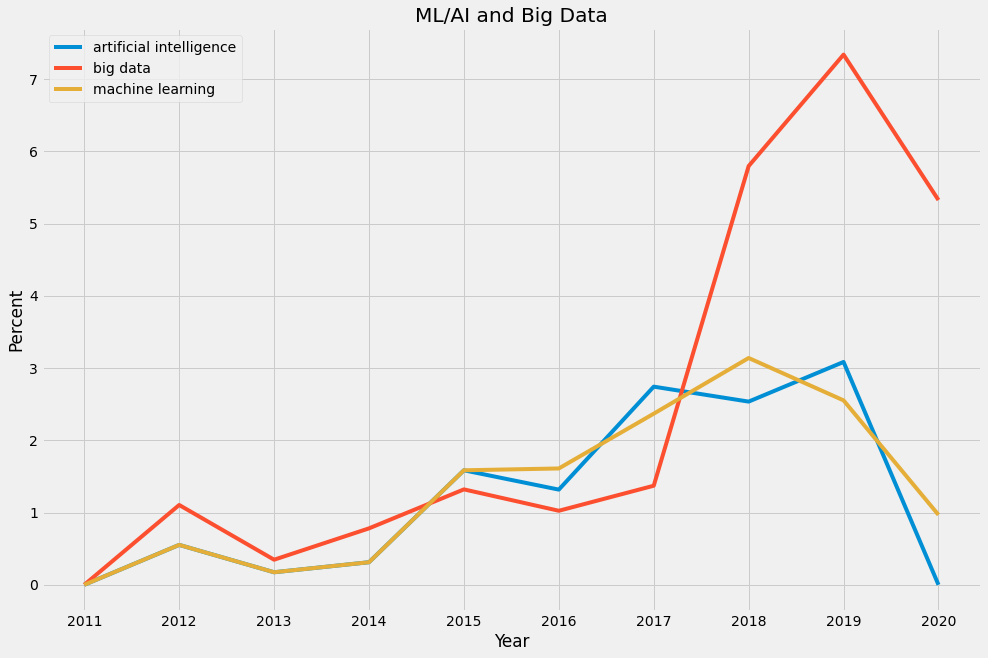 ML/AI and Big Data
artificial intelligence
big data
machine learning
7
6
5
4
3
2
1
0
Percent
2011 2012 2013 2014 2015 2016 2017 2018 2019 2020
Year